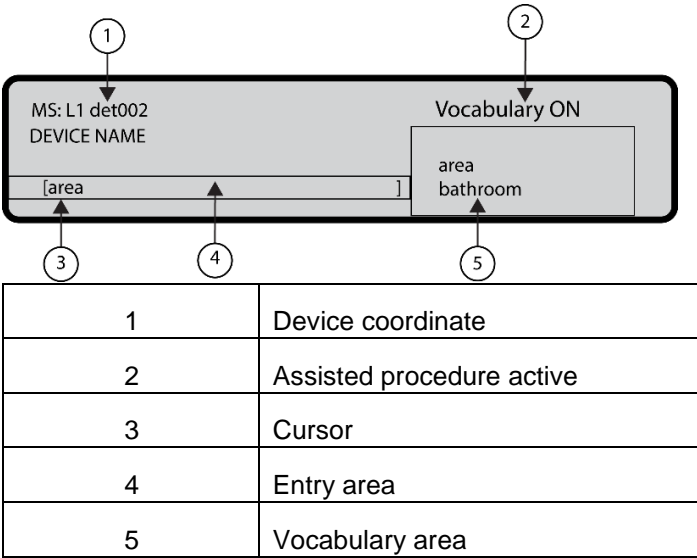 1
2
MS: L1 det002
Vocabulary ON
DEVICE NAME
area
[area ]
bathroom
3
4
5
1 Device coordinate
2 Assisted procedure active
3 Cursor
4 Entry area
5 Vocabulary area